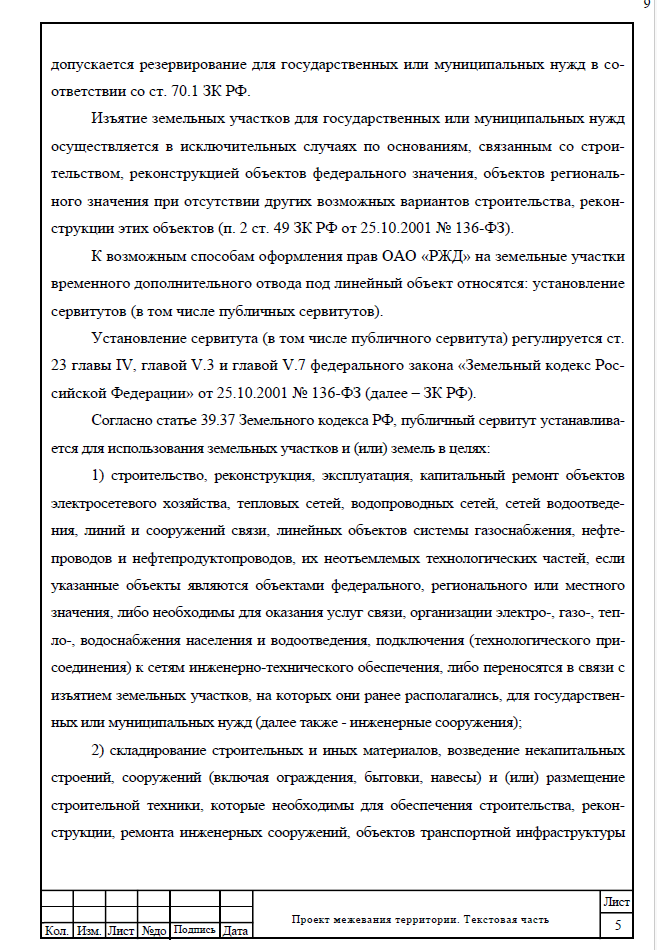 9
допускается резервирование для государственных или муниципальных нужд в со-
ответствии со ст. 70.1 ЗК РФ.
Изъятие земельных участков для государственных или муниципальных нужд
осуществляется в исключительных случаях по основаниям, связанным со строи-
тельством, реконструкцией объектов федерального значения, объектов региональ-
ного значения при отсутствии других возможных вариантов строительства, рекон-
струкции этих объектов (п. 2 ст. 49 ЗК РФ от 25.10.2001 № 136-ФЗ).
К возможным способам оформления прав ОАО «РЖД» на земельные участки
временного дополнительного отвода под линейный объект относятся: установление
сервитутов (в том числе публичных сервитутов).
Установление сервитута (в том числе публичного сервитута) регулируется ст.
23 главы IV, главой V.3 и главой V.7 федерального закона «Земельный кодекс Рос-
сийской Федерации» от 25.10.2001 № 136-ФЗ (далее – ЗК РФ).
Согласно статье 39.37 Земельного кодекса РФ, публичный сервитут устанавлива-
ется для использования земельных участков и (или) земель в целях:
1) строительство, реконструкция, эксплуатация, капитальный ремонт объектов
электросетевого хозяйства, тепловых сетей, водопроводных сетей, сетей водоотведе-
ния, линий и сооружений связи, линейных объектов системы газоснабжения, нефте-
проводов и нефтепродуктопроводов, их неотъемлемых технологических частей, если
указанные объекты являются объектами федерального, регионального или местного
значения, либо необходимы для оказания услуг связи, организации электро-, газо-, теп-
ло-, водоснабжения населения и водоотведения, подключения (технологического при-
соединения) к сетям инженерно-технического обеспечения, либо переносятся в связи с
изъятием земельных участков, на которых они ранее располагались, для государствен-
ных или муниципальных нужд (далее также - инженерные сооружения);
2) складирование строительных и иных материалов, возведение некапитальных
строений, сооружений (включая ограждения, бытовки, навесы) и (или) размещение
строительной техники, которые необходимы для обеспечения строительства, рекон-
струкции, ремонта инженерных сооружений, объектов транспортной инфраструктуры
Кол. Изм. Лист №до Подпись Дата
Проект межевания территории. Текстовая часть
Лист
5